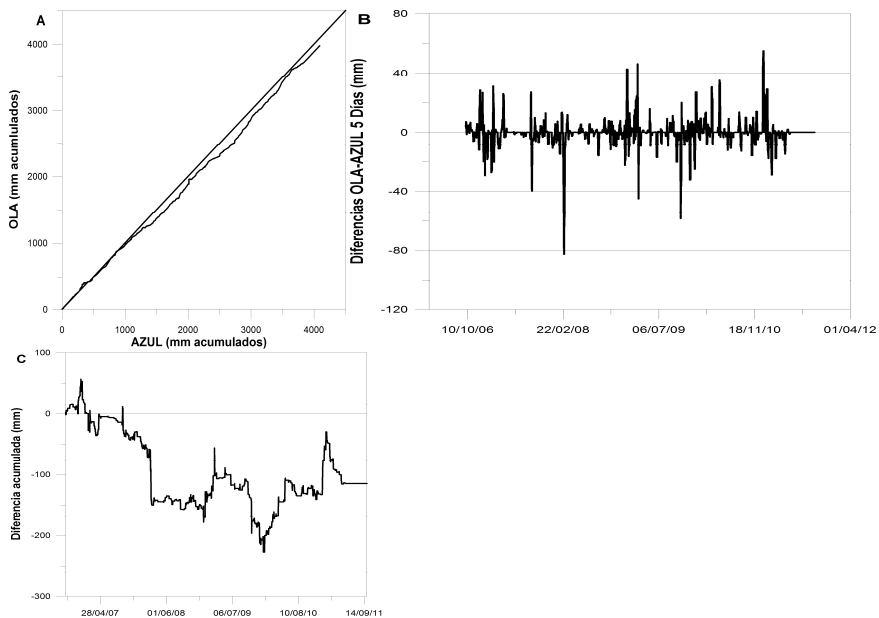 A
OLA (mm acumlulados)
4000
3000
2000
1000
0
0 1000 2000 3000 4000
AZUL (mm acumulados)
B
Diferencias OLA-AZUL 5 Días (mm)
80
40
0
-40
-80
-120
10/10/06 22/02/08 06/07/09 18/11/10 01/04/12
C
Diferencia acumulada (mm)
100
0
-100
-200
-300
28/04/07 01/06/08 06/07/09 10/08/10 14/09/11